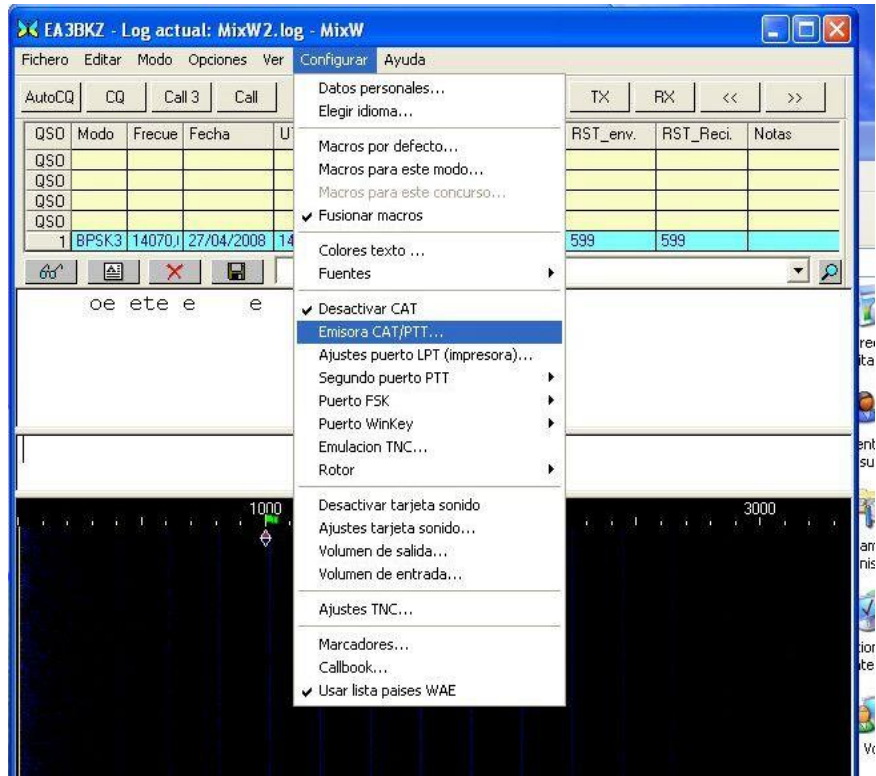 EA3BKZ - Log actual: MixW2.log - MixW
Fichero Editar Modo Opciones Ver Configurar Ayuda
AutoCQ CQ Call 3 Call TX RX << >>
QSO Modo Frecue Fecha U RST_env. RST_Reci. Notas
QSO
QSO
QSO
QSO
1 BPSK3 14070, 27/04/2008 14 599 599
oe ete e e
Datos personales...
Elegir idioma...
Macros por defecto...
Macros para este modo...
Macros para este concurso...
Fusionar macros
Colores texto ...
Fuentes
Desactivar CAT
Emisora CAT/PTT...
Ajustes puerto LPT (impresora)...
Segundo puerto PTT
Puerto FSK
Puerto WinKey
Emulacion TNC...
Rotor
Desactivar tarjeta sonido
Ajustes tarjeta sonido...
Volumen de salida...
Volumen de entrada...
Ajustes TNC...
Marcadores...
Callbook...
Usar lista paises WAE
1000 3000